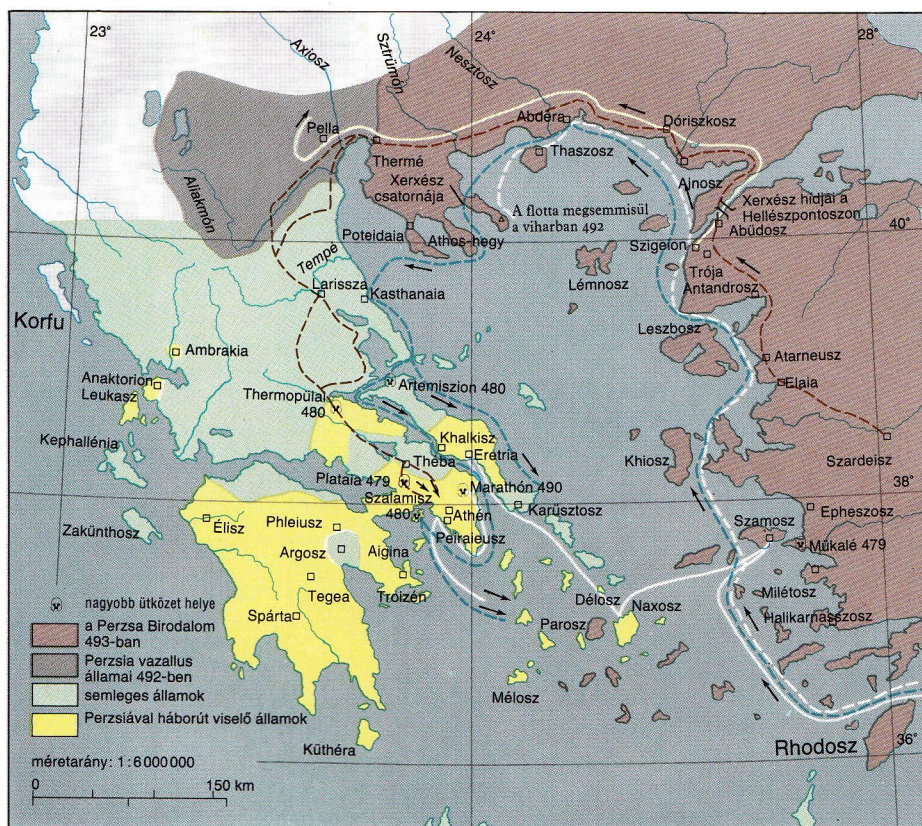 23°
24
28°
Axiosz
Sztrümón
Nesztosz
Aliakmón
Pella
Thermé
Xerxész
csatornája
Abdéra
Dóriszkosz
Thaszosz
Ainosz
Xerxész hídjai a
Hellészpontoszon
Abüdosz
A flotta megsemmisül
a viharban 492
40°
Poteidaia
Athos-hegy
Szigeion
Trója
Antandrosz
Lémnosz
Tempé
Larissza
Kasthanaia
Korfu
Leszbosz
Ambrakia
Anaktorion
Leukasz
Atarneusz
Elaia
Artemiszion 480
Thermopülai
480
Kephallénia
Khalkisz
Eretria
Théba
Khiosz
Szardeisz
Plataia 479
Marathón 490
38°
Szalamisz
480
Athén
Karüsztosz
Zakünthosz
Élisz
Phleiusz
Peiraieusz
Szamosz
Epheszosz
Argosz
Aigina
Mükalé 479
Tegea
Troizén
Délosz
Naxosz
Milétosz
Halikarnasszosz
Spárta
Parosz
Mélosz
Küthéra
Rhodosz
36°
nagyobb ütközet helye
a Perzsa Birodalom
493-ban
Perzsia vazallus
államai 492-ben
semleges államok
Perzsiával háborút viselő államok
méretarány: 1:6 000 000
0 150 km